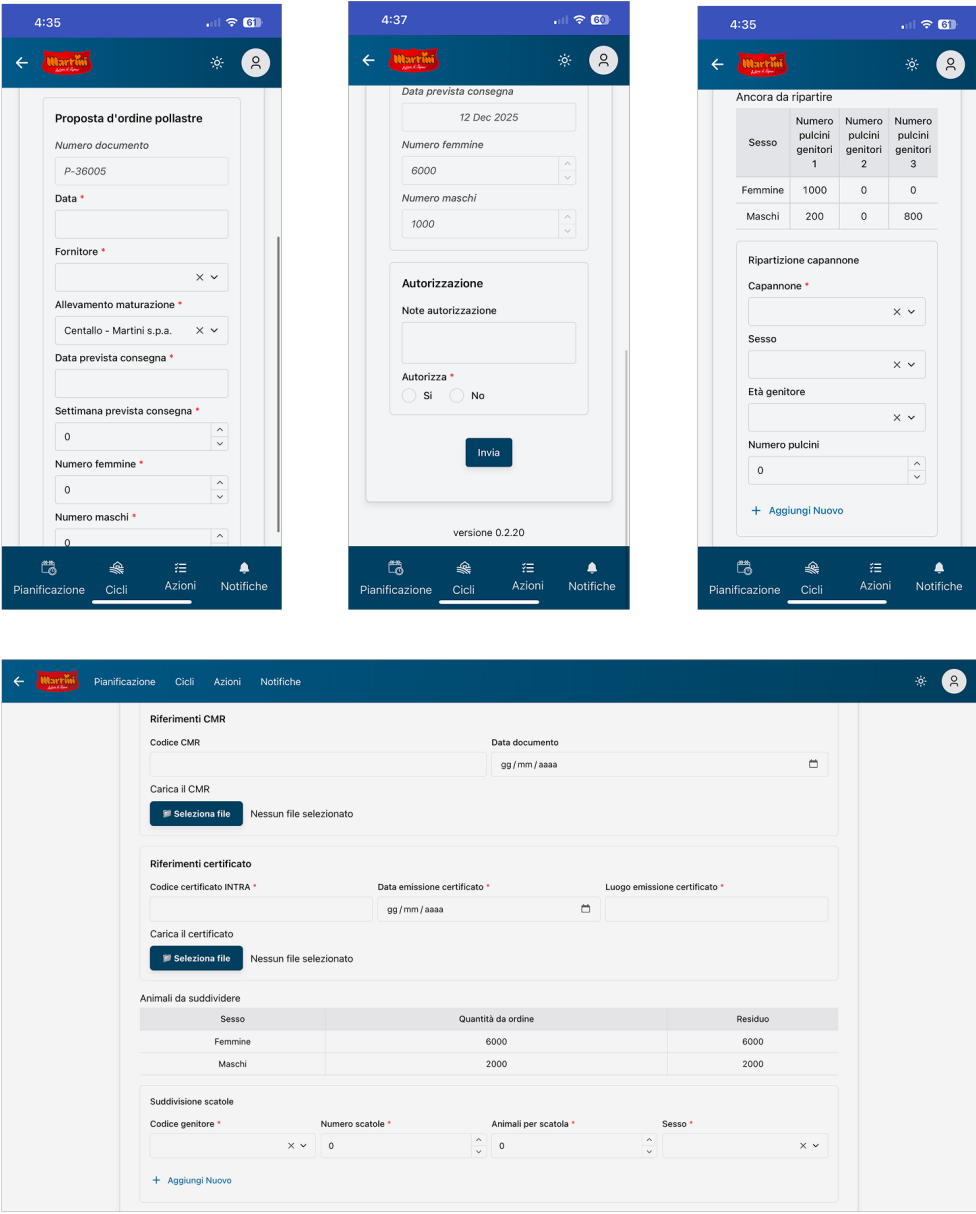 4:35
61
Martini
Proposta d'ordine pollastre
Numero documento
P-36005
Data *
Fornitore *
Allevamento maturazione *
Centallo - Martini s.p.a.
Data prevista consegna *
Settimana prevista consegna *
0
Numero femmine *
0
Numero maschi *
0
Pianificazione
Cicli
Azioni
Notifiche
4:37
60
Martini
Data prevista consegna
12 Dec 2025
Numero femmine
6000
Numero maschi
1000
Autorizzazione
Note autorizzazione
Autorizza *
Si No
Invia
versione 0.2.20
Pianificazione
Cicli
Azioni
Notifiche
4:35
61
Martini
Ancora da ripartire
Sesso Numero pulcini genitori 1 Numero pulcini genitori 2 Numero pulcini genitori 3
Femmine 1000 0 0
Maschi 200 0 800
Ripartizione capannone
Capannone *
Sesso
Età genitore
Numero pulcini
0
+ Aggiungi Nuovo
Pianificazione
Cicli
Azioni
Notifiche
Martini Pianificazione Cicli Azioni Notifiche
Riferimenti CMR
Codice CMR Data documento
gg/mm/aaaa
Carica il CMR
Seleziona file Nessun file selezionato
Riferimenti certificato
Codice certificato INTRA * Data emissione certificato * Luogo emissione certificato *
gg/mm/aaaa
Carica il certificato
Seleziona file Nessun file selezionato
Animali da suddividere
Sesso Quantità da ordine Residuo
Femmine 6000 6000
Maschi 2000 2000
Suddivisione scatole
Codice genitore * Numero scatole * Animali per scatola * Sesso *
0 0
+ Aggiungi Nuovo